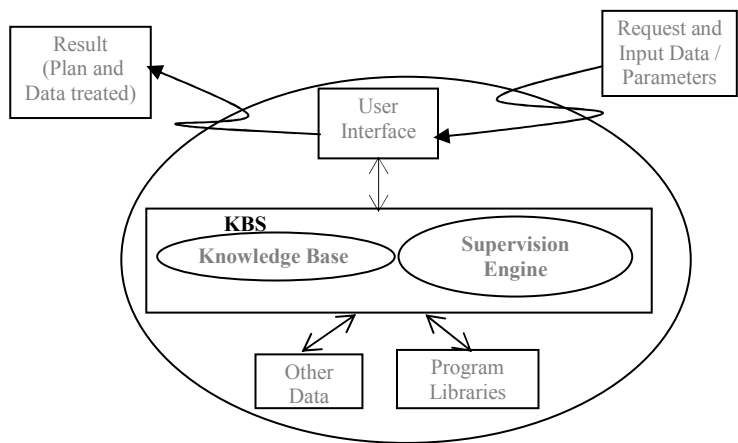 Result
(Plan and
Data treated)
Request and
Input Data /
Parameters
User
Interface
KBS
Knowledge Base
Supervision
Engine
Other
Data
Program
Libraries